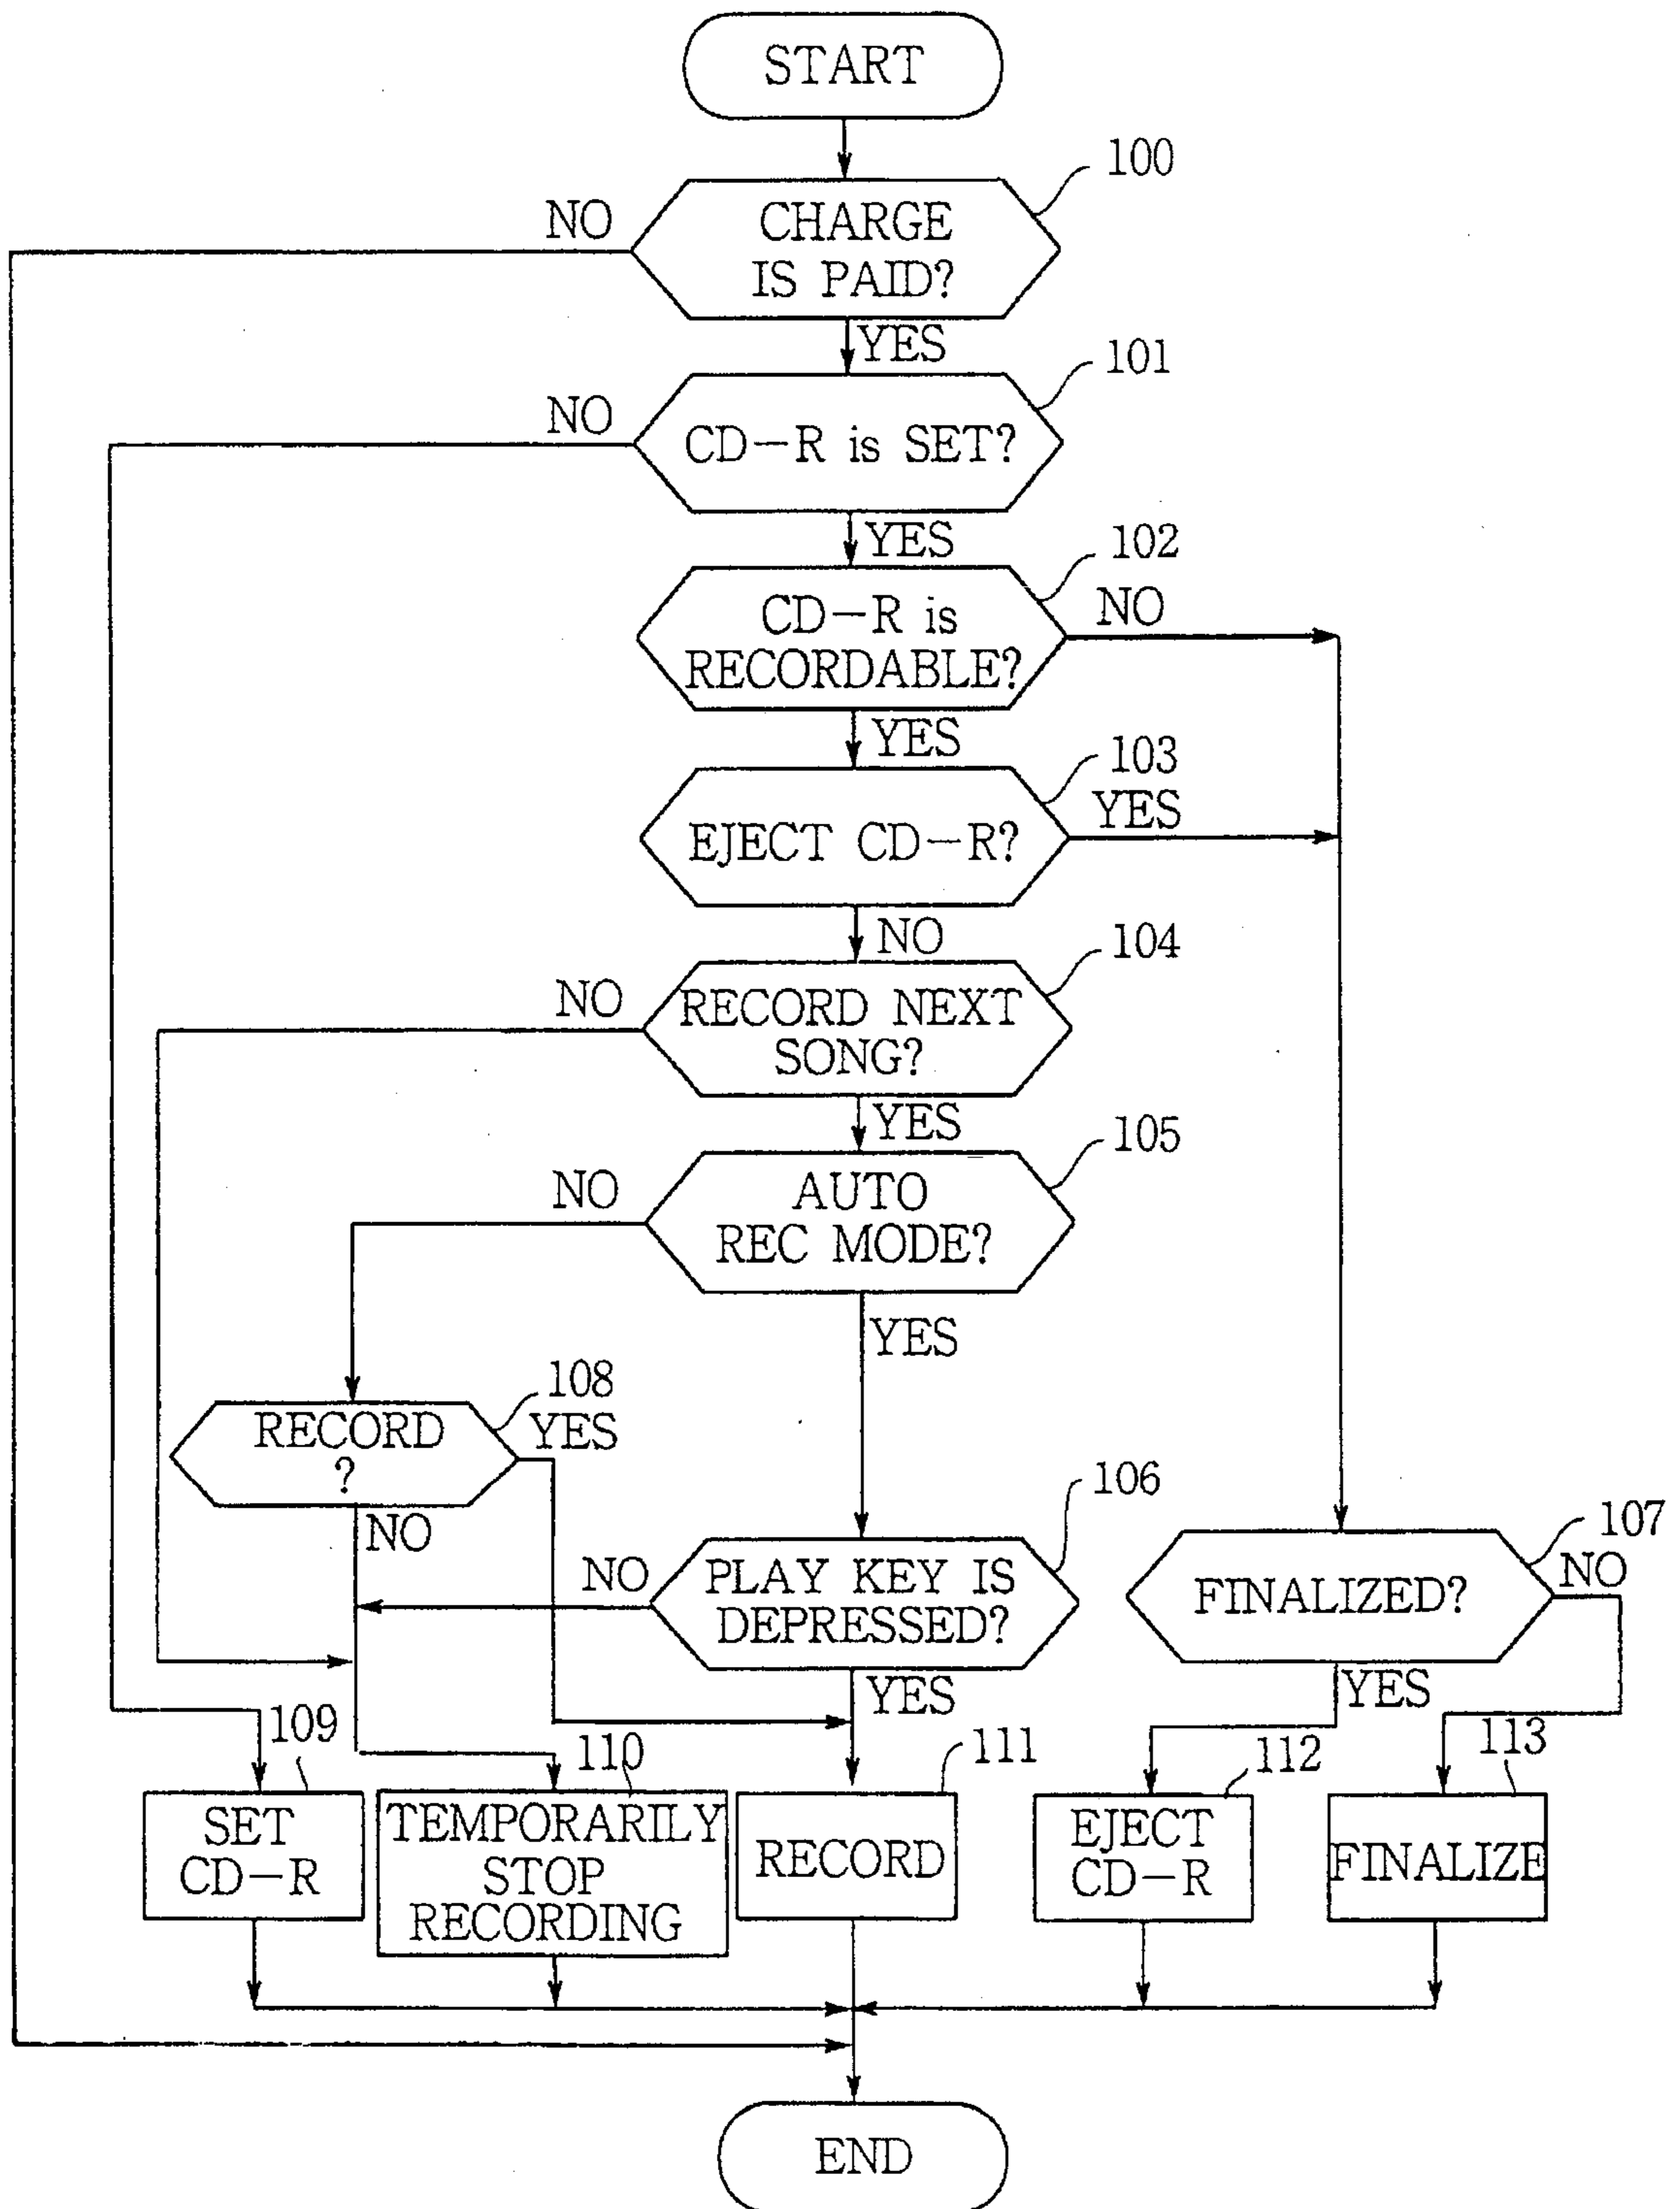 START
100
NO
CHARGE
IS PAID?
YES
101
NO
CD-R is SET?
YES
102
CD-R is
RECORDABLE?
NO
YES
103
EJECT CD-R?
YES
NO
104
NO
RECORD NEXT
SONG?
YES
105
NO
AUTO
REC MODE?
YES
108
RECORD
?
YES
NO
106
NO
PLAY KEY IS
DEPRESSED?
YES
107
FINALIZED?
NO
YES
109
SET
CD-R
110
TEMPORARILY
STOP
RECORDING
111
RECORD
112
EJECT
CD-R
113
FINALIZE
END